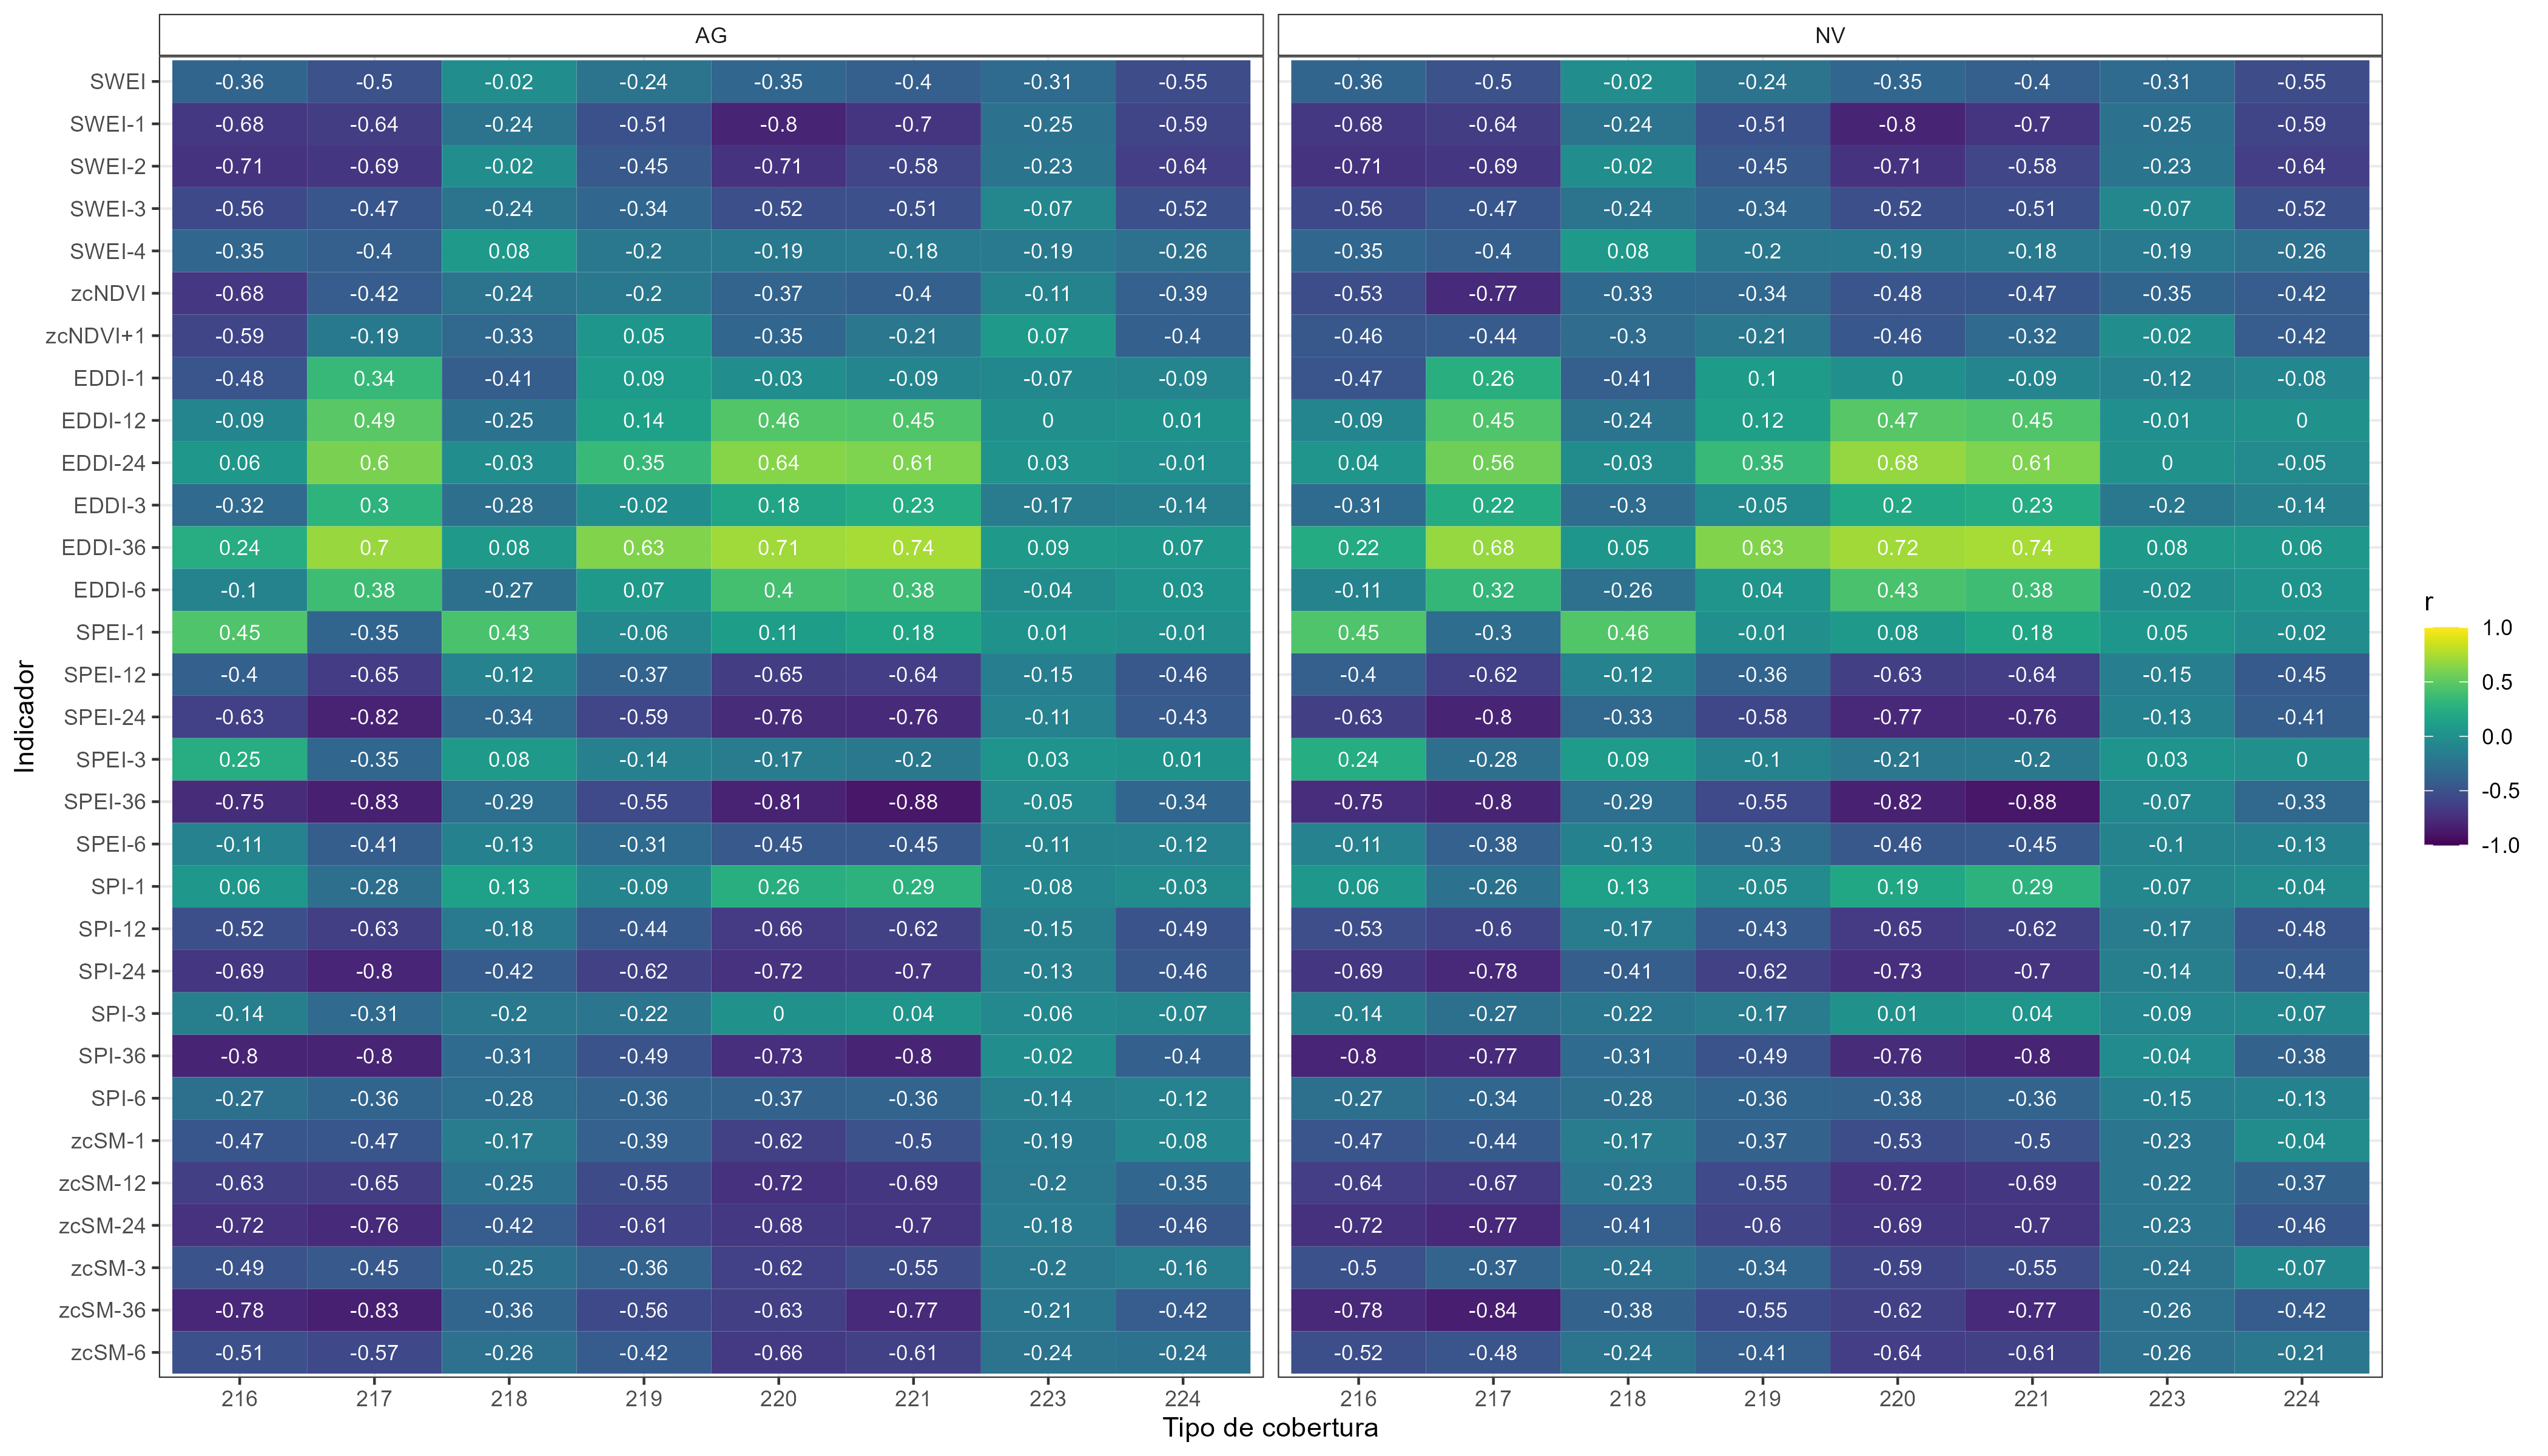 AG NV
SWEI -0.36 -0.5 -0.02 -0.24 -0.35 -0.4 -0.31 -0.55 -0.36 -0.5 -0.02 -0.24 -0.35 -0.4 -0.31 -0.55
SWEI-1 -0.68 -0.64 -0.24 -0.51 -0.8 -0.7 -0.25 -0.59 -0.68 -0.64 -0.24 -0.51 -0.8 -0.7 -0.25 -0.59
SWEI-2 -0.71 -0.69 -0.02 -0.45 -0.71 -0.58 -0.23 -0.64 -0.71 -0.69 -0.02 -0.45 -0.71 -0.58 -0.23 -0.64
SWEI-3 -0.56 -0.47 -0.24 -0.34 -0.52 -0.51 -0.07 -0.52 -0.56 -0.47 -0.24 -0.34 -0.52 -0.51 -0.07 -0.52
SWEI-4 -0.35 -0.4 0.08 -0.2 -0.19 -0.18 -0.19 -0.26 -0.35 -0.4 0.08 -0.2 -0.19 -0.18 -0.19 -0.26
zcNDVI -0.68 -0.42 -0.24 -0.2 -0.37 -0.4 -0.11 -0.39 -0.53 -0.77 -0.33 -0.34 -0.48 -0.47 -0.35 -0.42
zcNDVI+1 -0.59 -0.19 -0.33 0.05 -0.35 -0.21 0.07 -0.4 -0.46 -0.44 -0.3 -0.21 -0.46 -0.32 -0.02 -0.42
EDDI-1 -0.48 0.34 -0.41 0.09 -0.03 -0.09 -0.07 -0.09 -0.47 0.26 -0.41 0.1 0 -0.09 -0.12 -0.08
EDDI-12 -0.09 0.49 -0.25 0.14 0.46 0.45 0 0.01 -0.09 0.45 -0.24 0.12 0.47 0.45 -0.01 0
EDDI-24 0.06 0.6 -0.03 0.35 0.64 0.61 0.03 -0.01 0.04 0.56 -0.03 0.35 0.68 0.61 0 -0.05
EDDI-3 -0.32 0.3 -0.28 -0.02 0.18 0.23 -0.17 -0.14 -0.31 0.22 -0.3 -0.05 0.2 0.23 -0.2 -0.14
EDDI-36 0.24 0.7 0.08 0.63 0.71 0.74 0.09 0.07 0.22 0.68 0.05 0.63 0.72 0.74 0.08 0.06
EDDI-6 -0.1 0.38 -0.27 0.07 0.4 0.38 -0.04 0.03 -0.11 0.32 -0.26 0.04 0.43 0.38 -0.02 0.03
SPEI-1 0.45 -0.35 0.43 -0.06 0.11 0.18 0.01 -0.01 0.45 -0.3 0.46 -0.01 0.08 0.18 0.05 -0.02
SPEI-12 -0.4 -0.65 -0.12 -0.37 -0.65 -0.64 -0.15 -0.46 -0.4 -0.62 -0.12 -0.36 -0.63 -0.64 -0.15 -0.45
SPEI-24 -0.63 -0.82 -0.34 -0.59 -0.76 -0.76 -0.11 -0.43 -0.63 -0.8 -0.33 -0.58 -0.77 -0.76 -0.13 -0.41
SPEI-3 0.25 -0.35 0.08 -0.14 -0.17 -0.2 0.03 0.01 0.24 -0.28 0.09 -0.1 -0.21 -0.2 0.03 0
SPEI-36 -0.75 -0.83 -0.29 -0.55 -0.81 -0.88 -0.05 -0.34 -0.75 -0.8 -0.29 -0.55 -0.82 -0.88 -0.07 -0.33
SPEI-6 -0.11 -0.41 -0.13 -0.31 -0.45 -0.45 -0.11 -0.12 -0.11 -0.38 -0.13 -0.3 -0.46 -0.45 -0.1 -0.13
SPI-1 0.06 -0.28 0.13 -0.09 0.26 0.29 -0.08 -0.03 0.06 -0.26 0.13 -0.05 0.19 0.29 -0.07 -0.04
SPI-12 -0.52 -0.63 -0.18 -0.44 -0.66 -0.62 -0.15 -0.49 -0.53 -0.6 -0.17 -0.43 -0.65 -0.62 -0.17 -0.48
SPI-24 -0.69 -0.8 -0.42 -0.62 -0.72 -0.7 -0.13 -0.46 -0.69 -0.78 -0.41 -0.62 -0.73 -0.7 -0.14 -0.44
SPI-3 -0.14 -0.31 -0.2 -0.22 0 0.04 -0.06 -0.07 -0.14 -0.27 -0.22 -0.17 0.01 0.04 -0.09 -0.07
SPI-36 -0.8 -0.8 -0.31 -0.49 -0.73 -0.8 -0.02 -0.4 -0.8 -0.77 -0.31 -0.49 -0.76 -0.8 -0.04 -0.38
SPI-6 -0.27 -0.36 -0.28 -0.36 -0.37 -0.36 -0.14 -0.12 -0.27 -0.34 -0.28 -0.36 -0.38 -0.36 -0.15 -0.13
zcSM-1 -0.47 -0.47 -0.17 -0.39 -0.62 -0.5 -0.19 -0.08 -0.47 -0.44 -0.17 -0.37 -0.53 -0.5 -0.23 -0.04
zcSM-12 -0.63 -0.65 -0.25 -0.55 -0.72 -0.69 -0.2 -0.35 -0.64 -0.67 -0.23 -0.55 -0.72 -0.69 -0.22 -0.37
zcSM-24 -0.72 -0.76 -0.42 -0.61 -0.68 -0.7 -0.18 -0.46 -0.72 -0.77 -0.41 -0.6 -0.69 -0.7 -0.23 -0.46
zcSM-3 -0.49 -0.45 -0.25 -0.36 -0.62 -0.55 -0.2 -0.16 -0.5 -0.37 -0.24 -0.34 -0.59 -0.55 -0.24 -0.07
zcSM-36 -0.78 -0.83 -0.36 -0.56 -0.63 -0.77 -0.21 -0.42 -0.78 -0.84 -0.38 -0.55 -0.62 -0.77 -0.26 -0.42
zcSM-6 -0.51 -0.57 -0.26 -0.42 -0.66 -0.61 -0.24 -0.24 -0.52 -0.48 -0.24 -0.41 -0.64 -0.61 -0.26 -0.21
216 217 218 219 220 221 223 224 216 217 218 219 220 221 223 224
Tipo de cobertura
Indicador
r
1.0
0.5
0.0
-0.5
-1.0